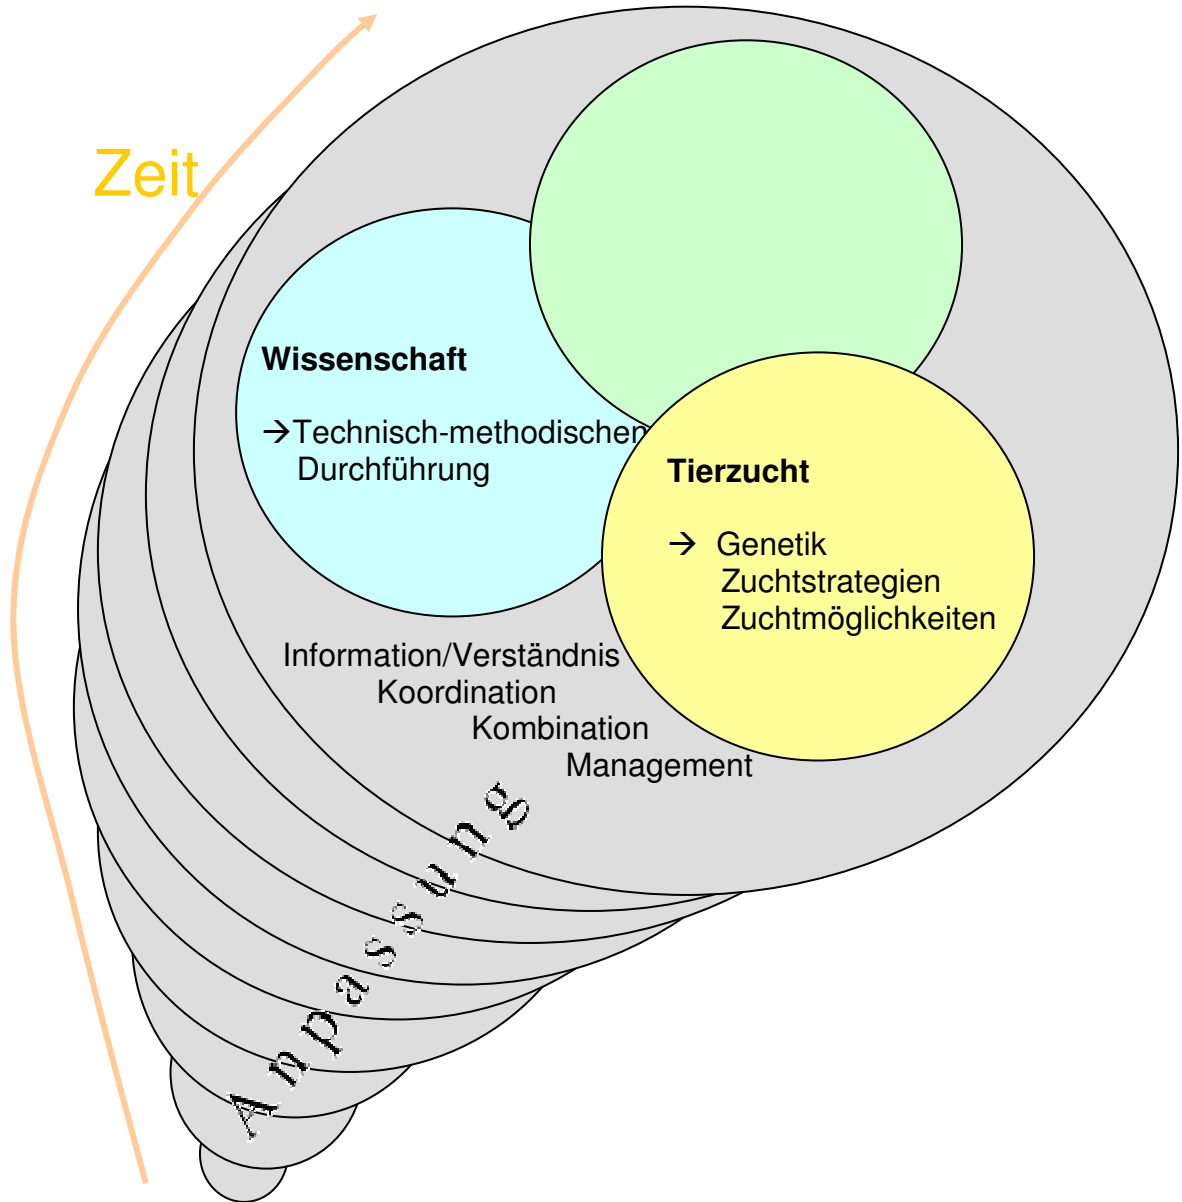 Zeit
Wissenschaft
→Technisch-methodischen
Durchführung
Tierzucht
→ Genetik
Zuchtstrategien
Zuchtmöglichkeiten
Information/Verständnis
Koordination
Kombination
Management
Anpassung